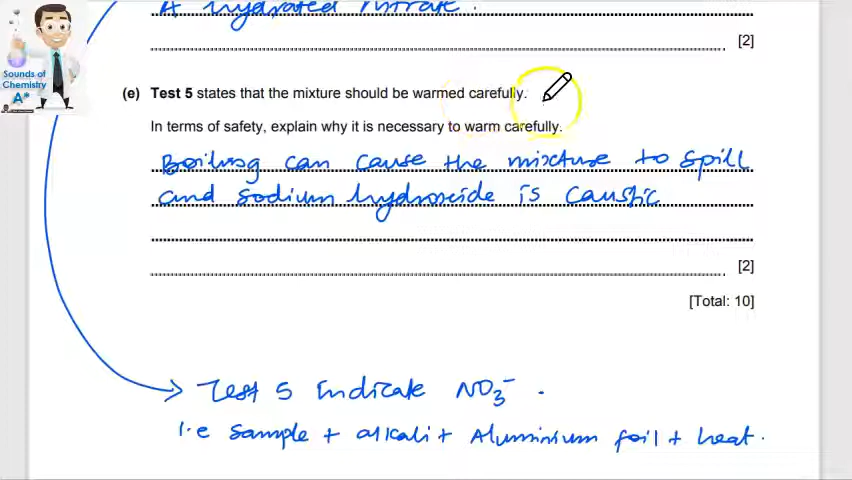 A hydrated nitrate.
[2]
Sounds of
Chemistry
A*
(e) Test 5 states that the mixture should be warmed carefully.
In terms of safety, explain why it is necessary to warm carefully.
Boiling can cause the mixture to spill
and sodium hydroxide is caustic
[2]
[Total: 10]
Test 5 indicate NO₃⁻.
i.e sample + alkali + Aluminium foil + heat.